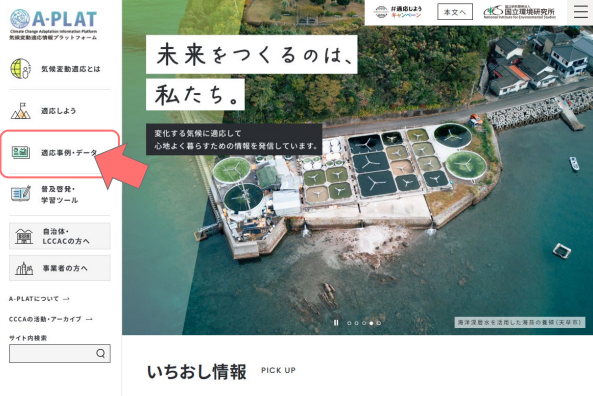 A-PLAT
Climate Change Adaptation Information Platform
気候変動適応情報プラットフォーム
気候変動適応とは
適応しよう
適応事例・データ
普及啓発・
学習ツール
自治体・
LCCACの方へ
事業者の方へ
A-PLATについて →
CCCAの活動・アーカイブ →
サイト内検索
#適応しよう
キャンペーン
本文へ
国立研究開発法人
国立環境研究所
National Institute for Environmental Studies
未来をつくるのは、
私たち。
変化する気候に適応して
心地よく暮らすための情報を発信しています。
海洋深層水を活用した海苔の養殖(天草市)
いちおし情報 PICK UP